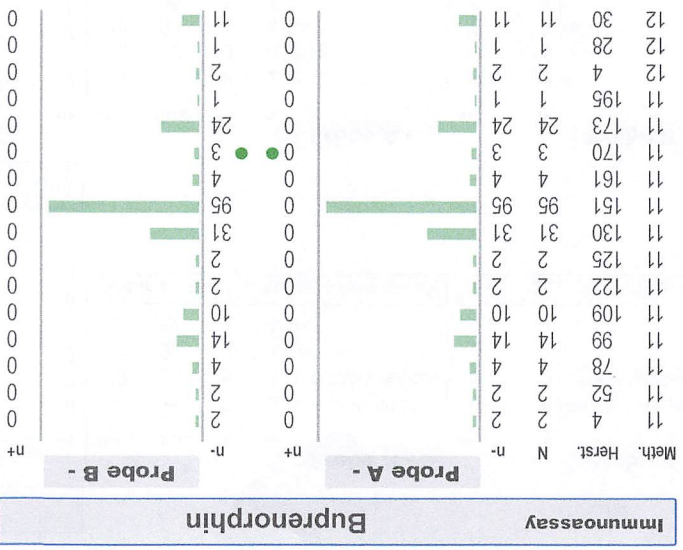 Immunoassay Buprenorphin
Probe A - Probe B -
Meth. Herst. N n- n+ n- n+
11 4 2 2 0 2 0
11 52 2 2 0 2 0
11 78 4 4 0 4 0
11 99 14 14 0 14 0
11 109 10 10 0 10 0
11 122 2 2 0 2 0
11 125 2 2 0 2 0
11 130 31 31 0 31 0
11 151 95 95 0 95 0
11 161 4 4 0 4 0
11 170 3 3 0 3 0
11 173 24 24 0 24 0
11 195 1 1 0 1 0
12 4 2 2 0 2 0
12 28 1 1 0 1 0
12 30 11 11 0 11 0